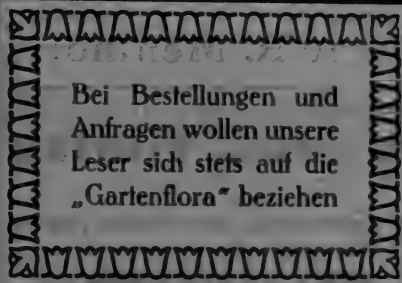 Bei Bestellungen und
Anfragen wollen unsere
Leser sich stets auf die
„Gartenflora" beziehen